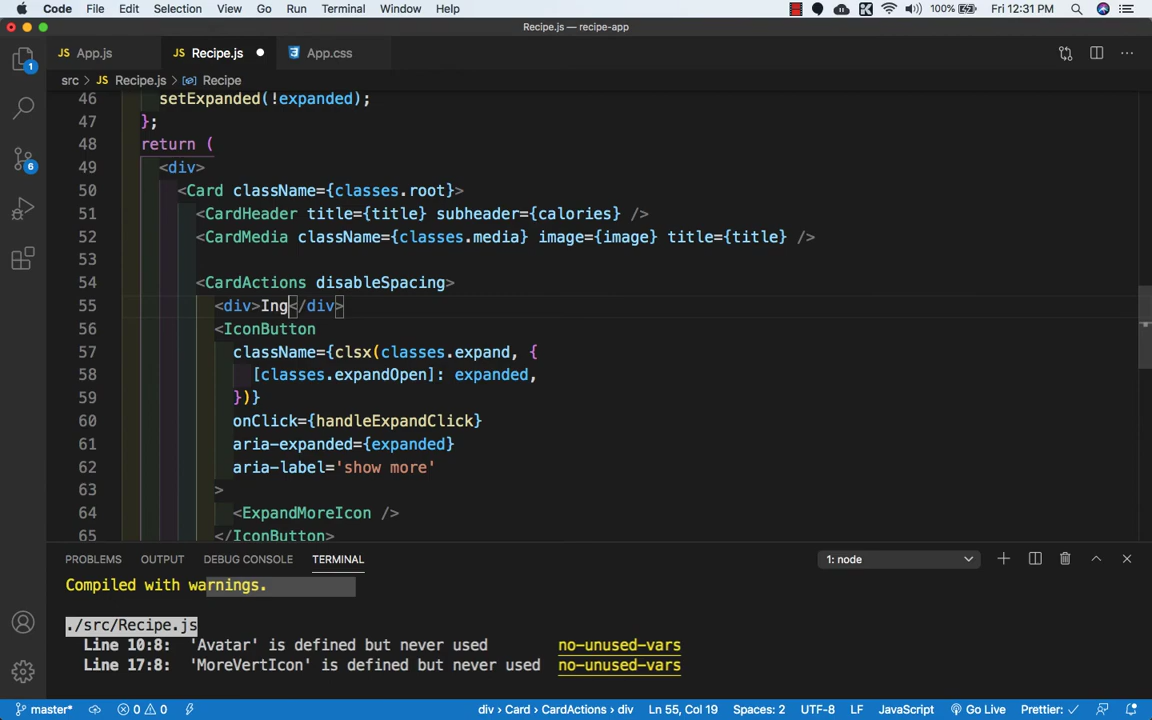 Code File Edit Selection View Go Run Terminal Window Help 100% Fri 12:31 PM
Recipe.js — recipe-app
1 JS App.js JS Recipe.js App.css
src > JS Recipe.js > Recipe
46 setExpanded(!expanded);
47 };
48 return (
49 <div>
50 <Card className={classes.root}>
51 <CardHeader title={title} subheader={calories} />
52 <CardMedia className={classes.media} image={image} title={title} />
53
54 <CardActions disableSpacing>
55 <div>Ing</div>
56 <IconButton
57 className={clsx(classes.expand, {
58 [classes.expandOpen]: expanded,
59 })}
60 onClick={handleExpandClick}
61 aria-expanded={expanded}
62 aria-label='show more'
63 >
64 <ExpandMoreIcon />
65 </IconButton>
6
PROBLEMS OUTPUT DEBUG CONSOLE TERMINAL 1: node
Compiled with warnings.
./src/Recipe.js
Line 10:8: 'Avatar' is defined but never used no-unused-vars
Line 17:8: 'MoreVertIcon' is defined but never used no-unused-vars
master* 0 0 div > Card > CardActions > div Ln 55, Col 19 Spaces: 2 UTF-8 LF JavaScript Go Live Prettier: ✓